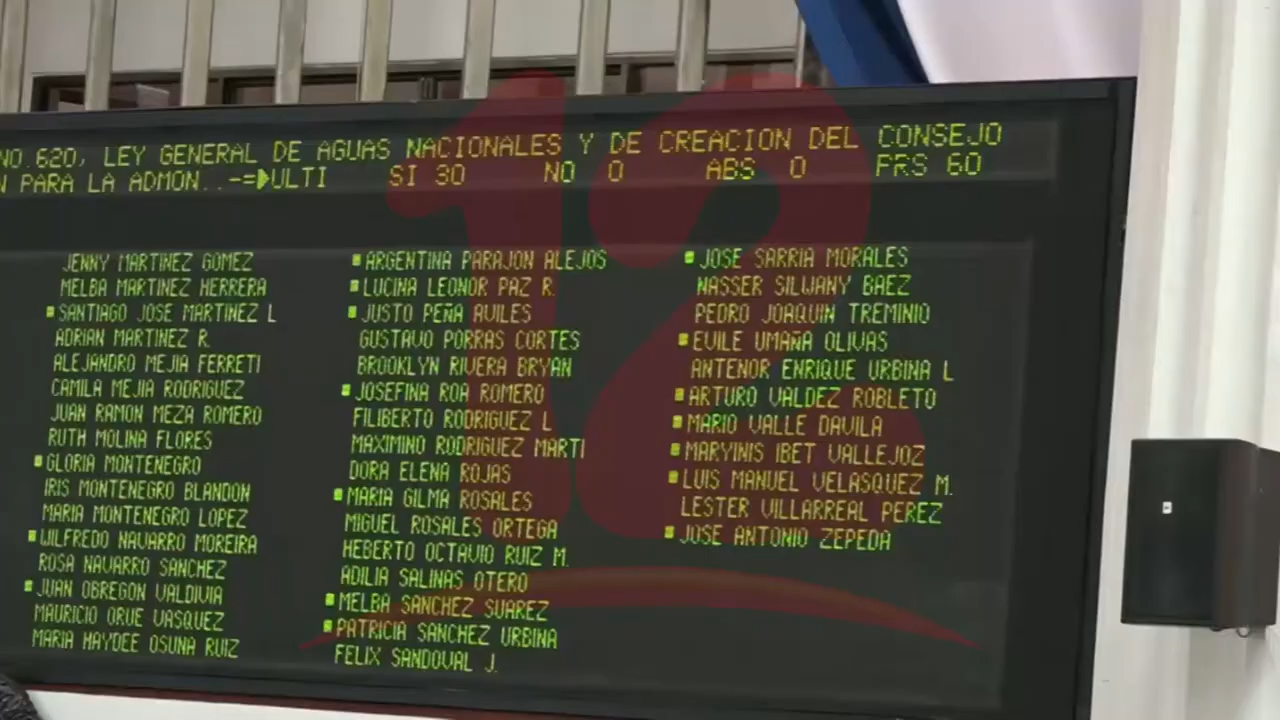 NO.620, LEY GENERAL DE AGUAS NACIONALES Y DE CREACION DEL CONSEJO
N PARA LA ADMON..-=►ULTI SI 30 NO 0 ABS 0 PRS 60
JENNY MARTINEZ GOMEZ
MELBA MARTINEZ HERRERA
SANTIAGO JOSE MARTINEZ L
ADRIAN MARTINEZ R.
ALEJANDRO MEJIA FERRETI
CAMILA MEJIA RODRIGUEZ
JUAN RAMON MEZA ROMERO
RUTH MOLINA FLORES
GLORIA MONTENEGRO
IRIS MONTENEGRO BLANDON
MARIA MONTENEGRO LOPEZ
WILFREDO NAVARRO MOREIRA
ROSA NAVARRO SANCHEZ
JUAN OBREGON VALDIVIA
MAURICIO ORUE VASQUEZ
MARIA HAYDEE OSUNA RUIZ
ARGENTINA PARAJON ALEJOS
LUCINA LEONOR PAZ R.
JUSTO PEÑA AVILES
GUSTAVO PORRAS CORTES
BROOKLYN RIVERA BRYAN
JOSEFINA ROA ROMERO
FILIBERTO RODRIGUEZ L
MAXIMINO RODRIGUEZ MARTI
DORA ELENA ROJAS
MARIA GILMA ROSALES
MIGUEL ROSALES ORTEGA
HEBERTO OCTAVIO RUIZ M.
ADILIA SALINAS OTERO
MELBA SANCHEZ SUAREZ
PATRICIA SANCHEZ URBINA
FELIX SANDOVAL J.
JOSE SARRIA MORALES
NASSER SILWANY BAEZ
PEDRO JOAQUIN TREMINIO
EVILE UMAÑA OLIVAS
ANTENOR ENRIQUE URBINA L
ARTURO VALDEZ ROBLETO
MARIO VALLE DAVILA
MARYINIS IBET VALLEJOZ
LUIS MANUEL VELASQUEZ M.
LESTER VILLARREAL PEREZ
JOSE ANTONIO ZEPEDA
12